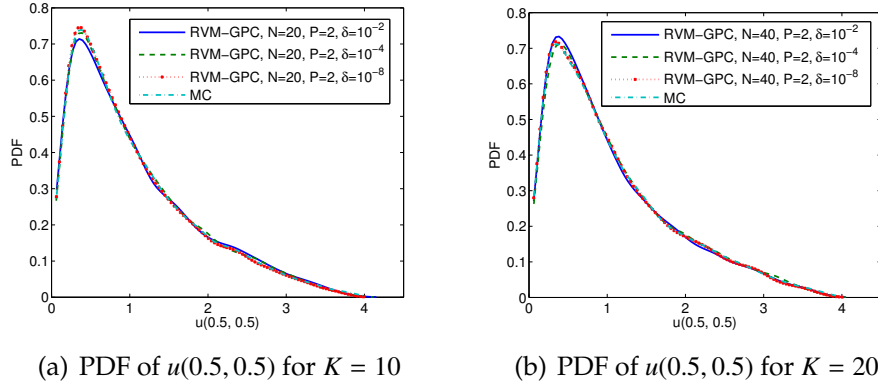 0.8
0.7
0.6
0.5
0.4
0.3
0.2
0.1
0
PDF
0 1 2 3 4
u(0.5, 0.5)
RVM−GPC, N=20, P=2, δ=10⁻²
RVM−GPC, N=20, P=2, δ=10⁻⁴
RVM−GPC, N=20, P=2, δ=10⁻⁸
MC
(a) PDF of u(0.5, 0.5) for K = 10
0.8
0.7
0.6
0.5
0.4
0.3
0.2
0.1
0
PDF
0 1 2 3 4
u(0.5, 0.5)
RVM−GPC, N=40, P=2, δ=10⁻²
RVM−GPC, N=40, P=2, δ=10⁻⁴
RVM−GPC, N=40, P=2, δ=10⁻⁸
MC
(b) PDF of u(0.5, 0.5) for K = 20